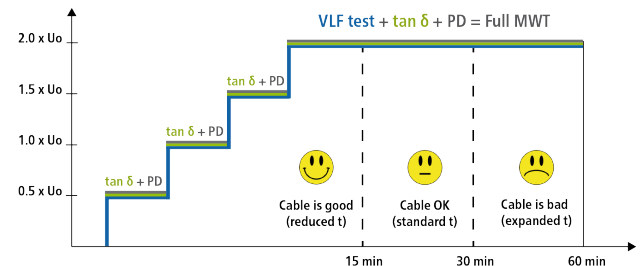 VLF test + tan δ + PD = Full MWT
2.0 x Uo
1.5 x Uo
tan δ + PD
1.0 x Uo
tan δ + PD
0.5 x Uo
tan δ + PD
Cable is good
(reduced t)
Cable OK
(standard t)
Cable is bad
(expanded t)
15 min
30 min
60 min